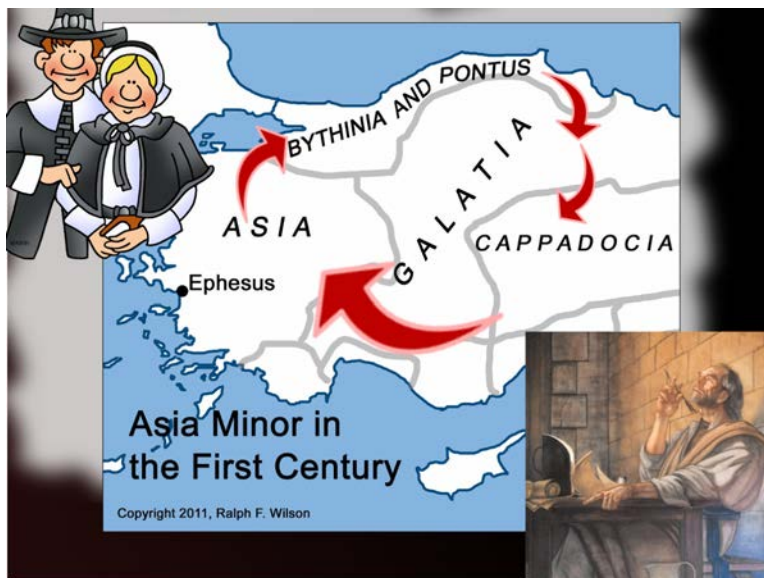 BYTHINIA AND PONTUS
GALATIA
ASIA
CAPPADOCIA
Ephesus
Asia Minor in
the First Century
Copyright 2011, Ralph F. Wilson